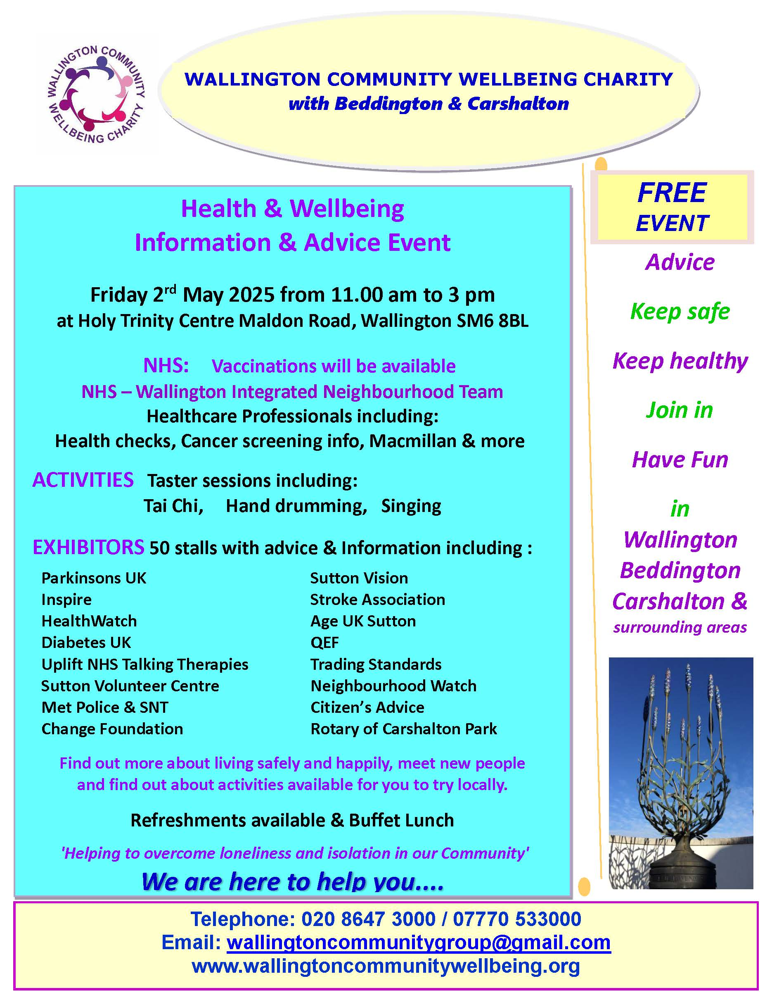 WALLINGTON COMMUNITY
WELLBEING CHARITY
WALLINGTON COMMUNITY WELLBEING CHARITY
with Beddington & Carshalton
Health & Wellbeing
Information & Advice Event
Friday 2rd May 2025 from 11.00 am to 3 pm
at Holy Trinity Centre Maldon Road, Wallington SM6 8BL
NHS: Vaccinations will be available
NHS – Wallington Integrated Neighbourhood Team
Healthcare Professionals including:
Health checks, Cancer screening info, Macmillan & more
ACTIVITIES Taster sessions including:
Tai Chi, Hand drumming, Singing
EXHIBITORS 50 stalls with advice & Information including :
Parkinsons UK
Inspire
HealthWatch
Diabetes UK
Uplift NHS Talking Therapies
Sutton Volunteer Centre
Met Police & SNT
Change Foundation
Sutton Vision
Stroke Association
Age UK Sutton
QEF
Trading Standards
Neighbourhood Watch
Citizen’s Advice
Rotary of Carshalton Park
Find out more about living safely and happily, meet new people
and find out about activities available for you to try locally.
Refreshments available & Buffet Lunch
'Helping to overcome loneliness and isolation in our Community'
We are here to help you....
FREE
EVENT
Advice
Keep safe
Keep healthy
Join in
Have Fun
in
Wallington
Beddington
Carshalton &
surrounding areas
Telephone: 020 8647 3000 / 07770 533000
Email: wallingtoncommunitygroup@gmail.com
www.wallingtoncommunitywellbeing.org